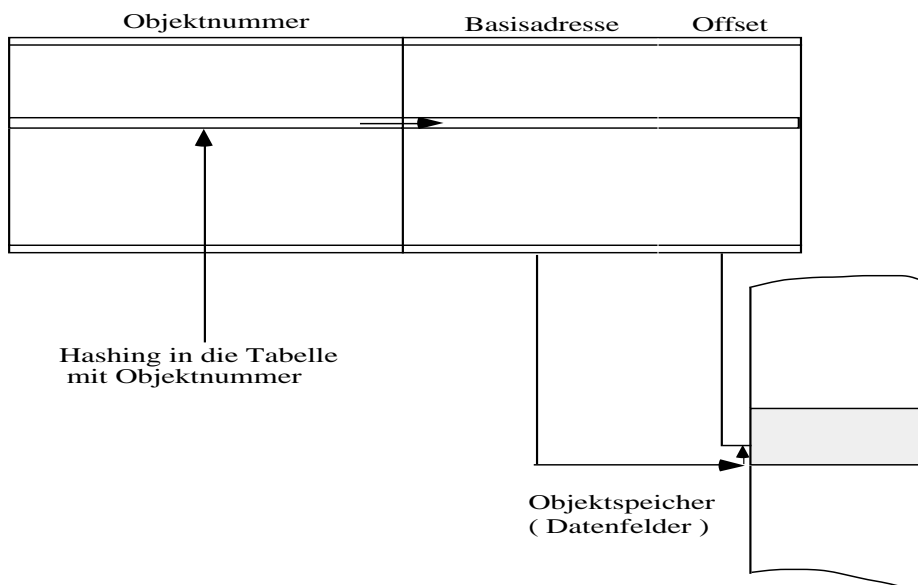 Objektnummer Basisadresse Offset
Hashing in die Tabelle
mit Objektnummer
Objektspeicher
( Datenfelder )